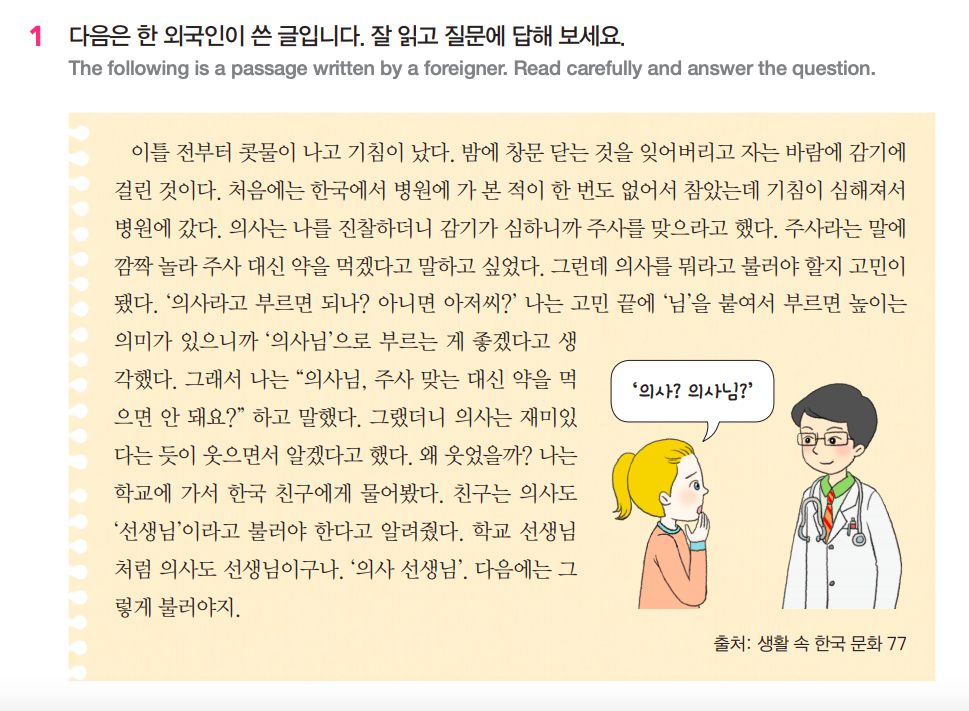 1 다음은 한 외국인이 쓴 글입니다. 잘 읽고 질문에 답해 보세요.
The following is a passage written by a foreigner. Read carefully and answer the question.
이틀 전부터 콧물이 나고 기침이 났다. 밤에 창문 닫는 것을 잊어버리고 자는 바람에 감기에
걸린 것이다. 처음에는 한국에서 병원에 가 본 적이 한 번도 없어서 참았는데 기침이 심해져서
병원에 갔다. 의사는 나를 진찰하더니 감기가 심하니까 주사를 맞으라고 했다. 주사라는 말에
깜짝 놀라 주사 대신 약을 먹겠다고 말하고 싶었다. 그런데 의사를 뭐라고 불러야 할지 고민이
됐다. ‘의사라고 부르면 되나? 아니면 아저씨?’ 나는 고민 끝에 ‘님’을 붙여서 부르면 높이는
의미가 있으니까 ‘의사님’으로 부르는 게 좋겠다고 생
각했다. 그래서 나는 “의사님, 주사 맞는 대신 약을 먹
으면 안 돼요?” 하고 말했다. 그랬더니 의사는 재미있
다는 듯이 웃으면서 알겠다고 했다. 왜 웃었을까? 나는
학교에 가서 한국 친구에게 물어봤다. 친구는 의사도
‘선생님’이라고 불러야 한다고 알려줬다. 학교 선생님
처럼 의사도 선생님이구나. ‘의사 선생님’. 다음에는 그
렇게 불러야지.
‘의사? 의사님?’
출처: 생활 속 한국 문화 77